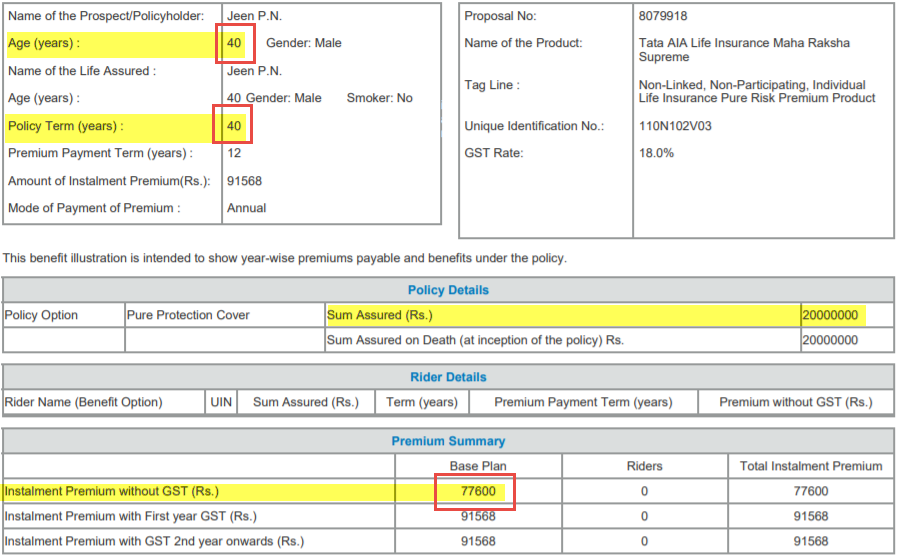 Name of the Prospect/Policyholder: Jeen P.N.
Age (years) : 40 Gender: Male
Name of the Life Assured : Jeen P.N.
Age (years) : 40 Gender: Male Smoker: No
Policy Term (years) : 40
Premium Payment Term (years) : 12
Amount of Instalment Premium(Rs.): 91568
Mode of Payment of Premium : Annual
Proposal No: 8079918
Name of the Product: Tata AIA Life Insurance Maha Raksha
Supreme
Tag Line : Non-Linked, Non-Participating, Individual
Life Insurance Pure Risk Premium Product
Unique Identification No.: 110N102V03
GST Rate: 18.0%
This benefit illustration is intended to show year-wise premiums payable and benefits under the policy.
Policy Details
Policy Option Pure Protection Cover Sum Assured (Rs.) 20000000
Sum Assured on Death (at inception of the policy) Rs. 20000000
Rider Details
Rider Name (Benefit Option) UIN Sum Assured (Rs.) Term (years) Premium Payment Term (years) Premium without GST (Rs.)
Premium Summary
Base Plan Riders Total Instalment Premium
Instalment Premium without GST (Rs.) 77600 0 77600
Instalment Premium with First year GST (Rs.) 91568 0 91568
Instalment Premium with GST 2nd year onwards (Rs.) 91568 0 91568